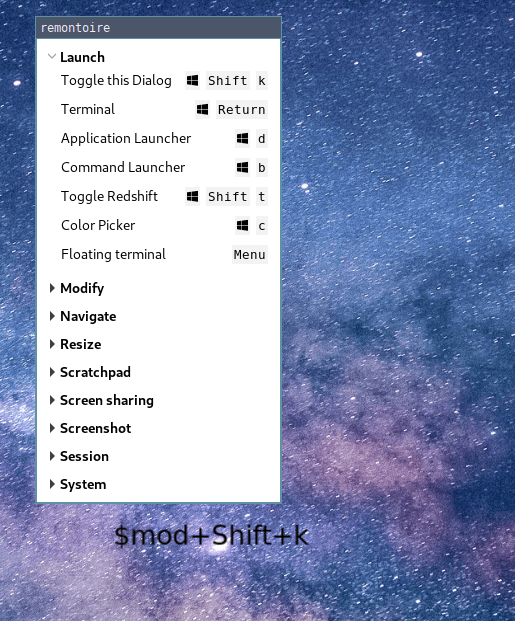 remontoire
Launch
Toggle this Dialog Shift k
Terminal Return
Application Launcher d
Command Launcher b
Toggle Redshift Shift t
Color Picker c
Floating terminal Menu
Modify
Navigate
Resize
Scratchpad
Screen sharing
Screenshot
Session
System
$mod+Shift+k